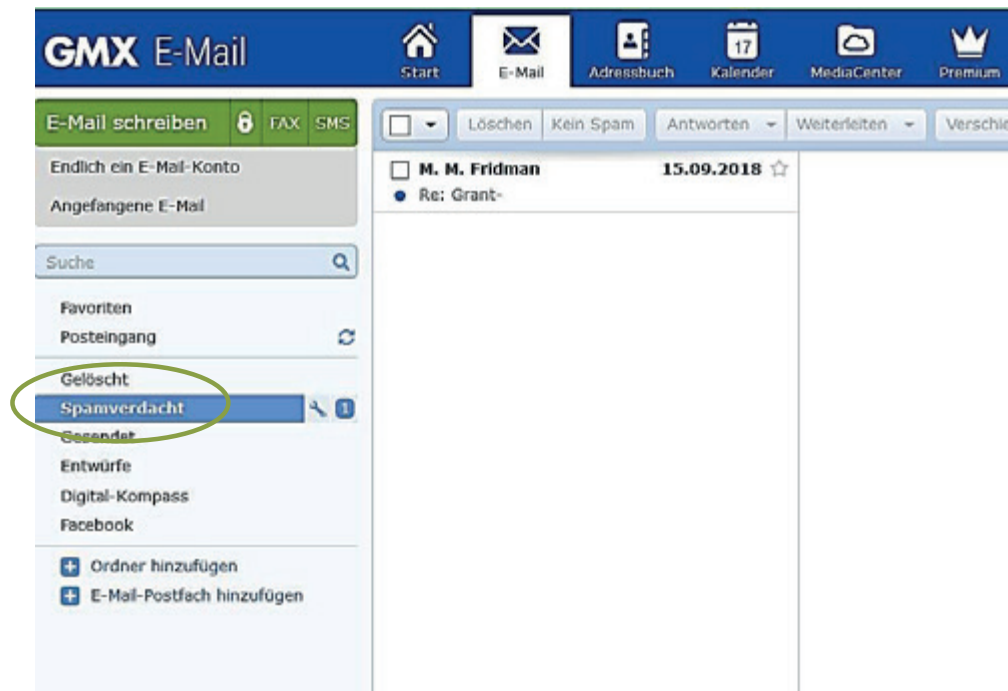 GMX E-Mail
Start E-Mail Adressbuch 17 Kalender MediaCenter Premium
E-Mail schreiben FAX SMS
Löschen Kein Spam Antworten Weiterleiten Verschie
Endlich ein E-Mail-Konto
Angefangene E-Mail
M. M. Fridman 15.09.2018
Re: Grant-
Suche
Favoriten
Posteingang
Gelöscht
Spamverdacht 1
Gesendet
Entwürfe
Digital-Kompass
Facebook
Ordner hinzufügen
E-Mail-Postfach hinzufügen